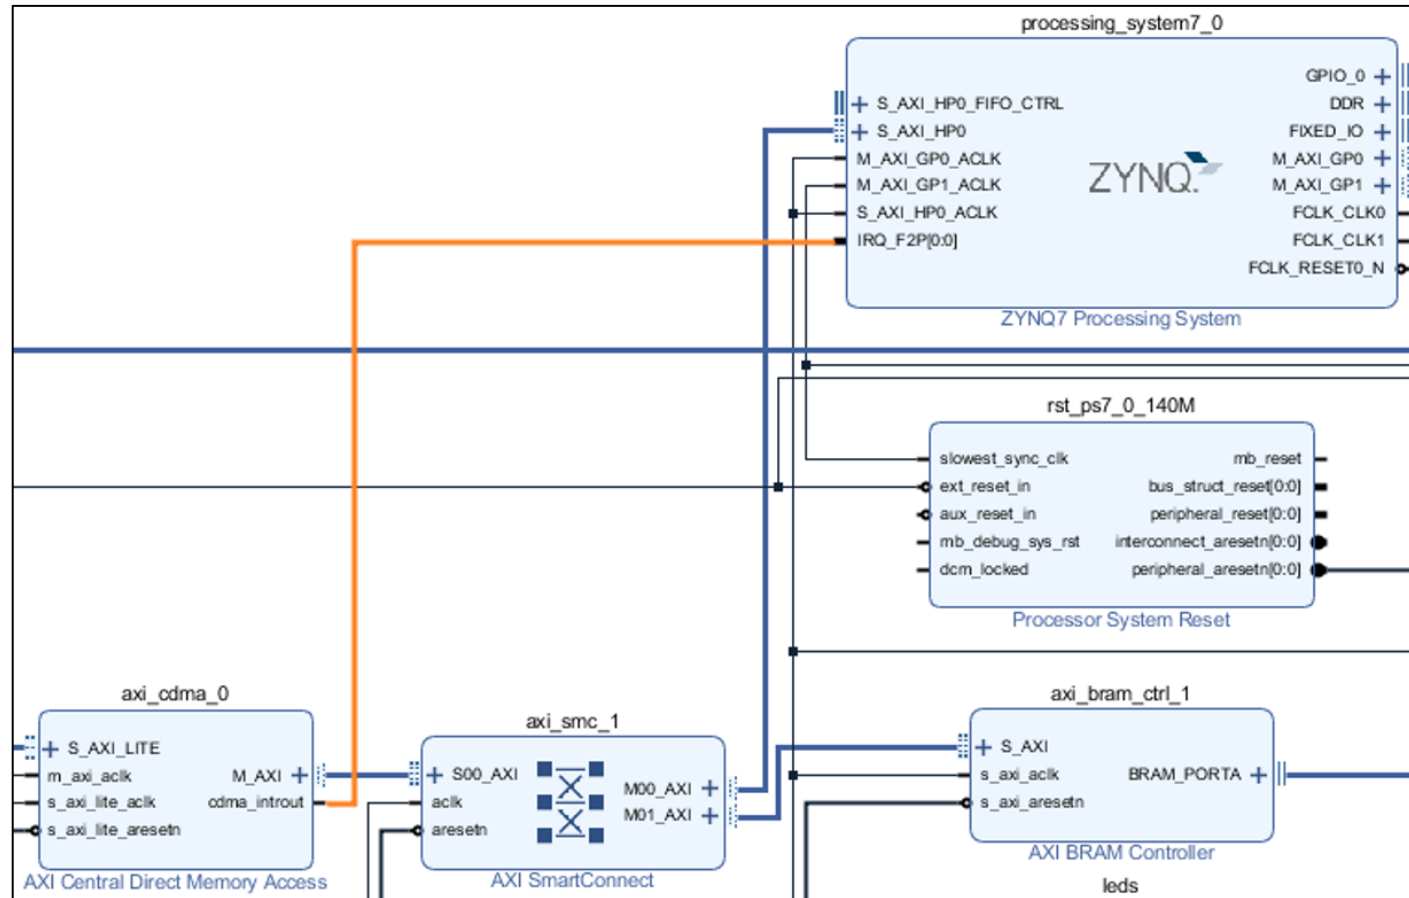 processing_system7_0
GPIO_0
S_AXI_HP0_FIFO_CTRL
DDR
S_AXI_HP0
FIXED_IO
M_AXI_GP0_ACLK
M_AXI_GP0
M_AXI_GP1_ACLK
ZYNQ.
M_AXI_GP1
S_AXI_HP0_ACLK
FCLK_CLK0
IRQ_F2P[0:0]
FCLK_CLK1
FCLK_RESET0_N
ZYNQ7 Processing System
rst_ps7_0_140M
slowest_sync_clk
mb_reset
ext_reset_in
bus_struct_reset[0:0]
aux_reset_in
peripheral_reset[0:0]
mb_debug_sys_rst
interconnect_aresetn[0:0]
dcm_locked
peripheral_aresetn[0:0]
Processor System Reset
axi_cdma_0
S_AXI_LITE
m_axi_aclk
M_AXI
s_axi_lite_aclk
cdma_introut
s_axi_lite_aresetn
AXI Central Direct Memory Access
axi_smc_1
S00_AXI
M00_AXI
aclk
M01_AXI
aresetn
AXI SmartConnect
axi_bram_ctrl_1
S_AXI
s_axi_aclk
BRAM_PORTA
s_axi_aresetn
AXI BRAM Controller
leds